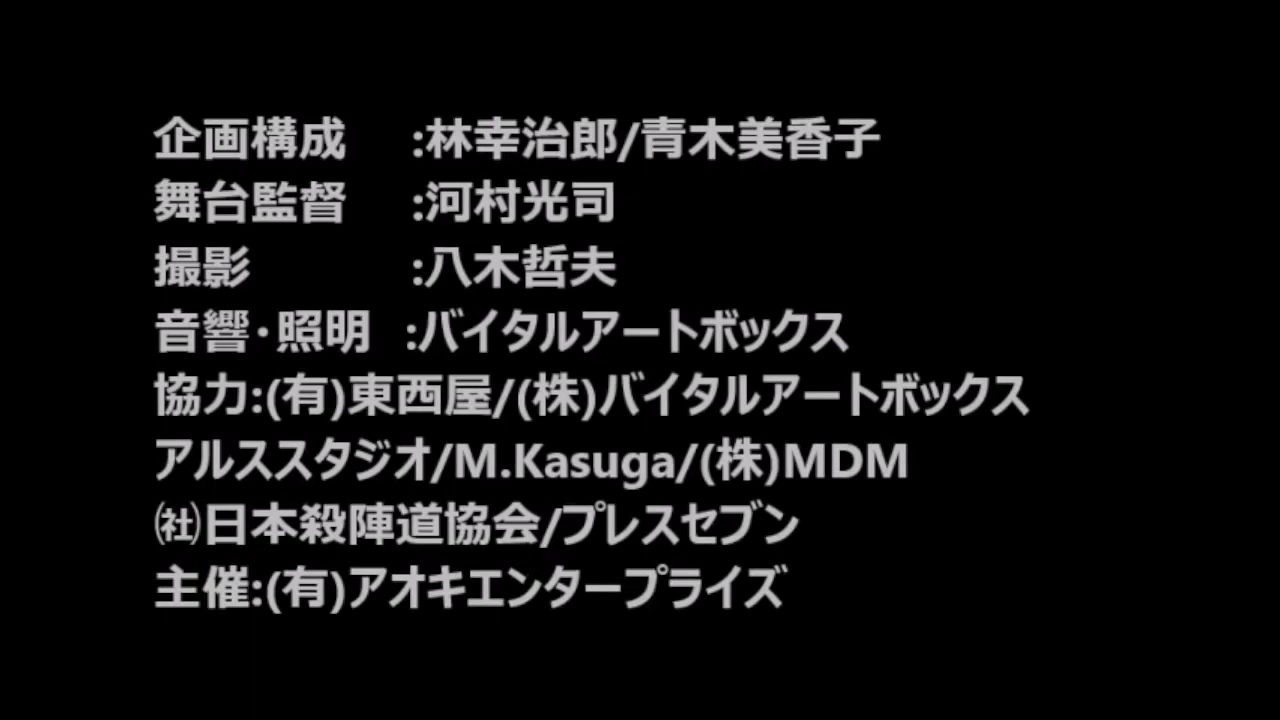 企画構成 :林幸治郎/青木美香子
舞台監督 :河村光司
撮影 :八木哲夫
音響・照明 :バイタルアートボックス
協力:(有)東西屋/(株)バイタルアートボックス
アルススタジオ/M.Kasuga/(株)MDM
㈳日本殺陣道協会/プレスセブン
主催:(有)アオキエンタープライズ